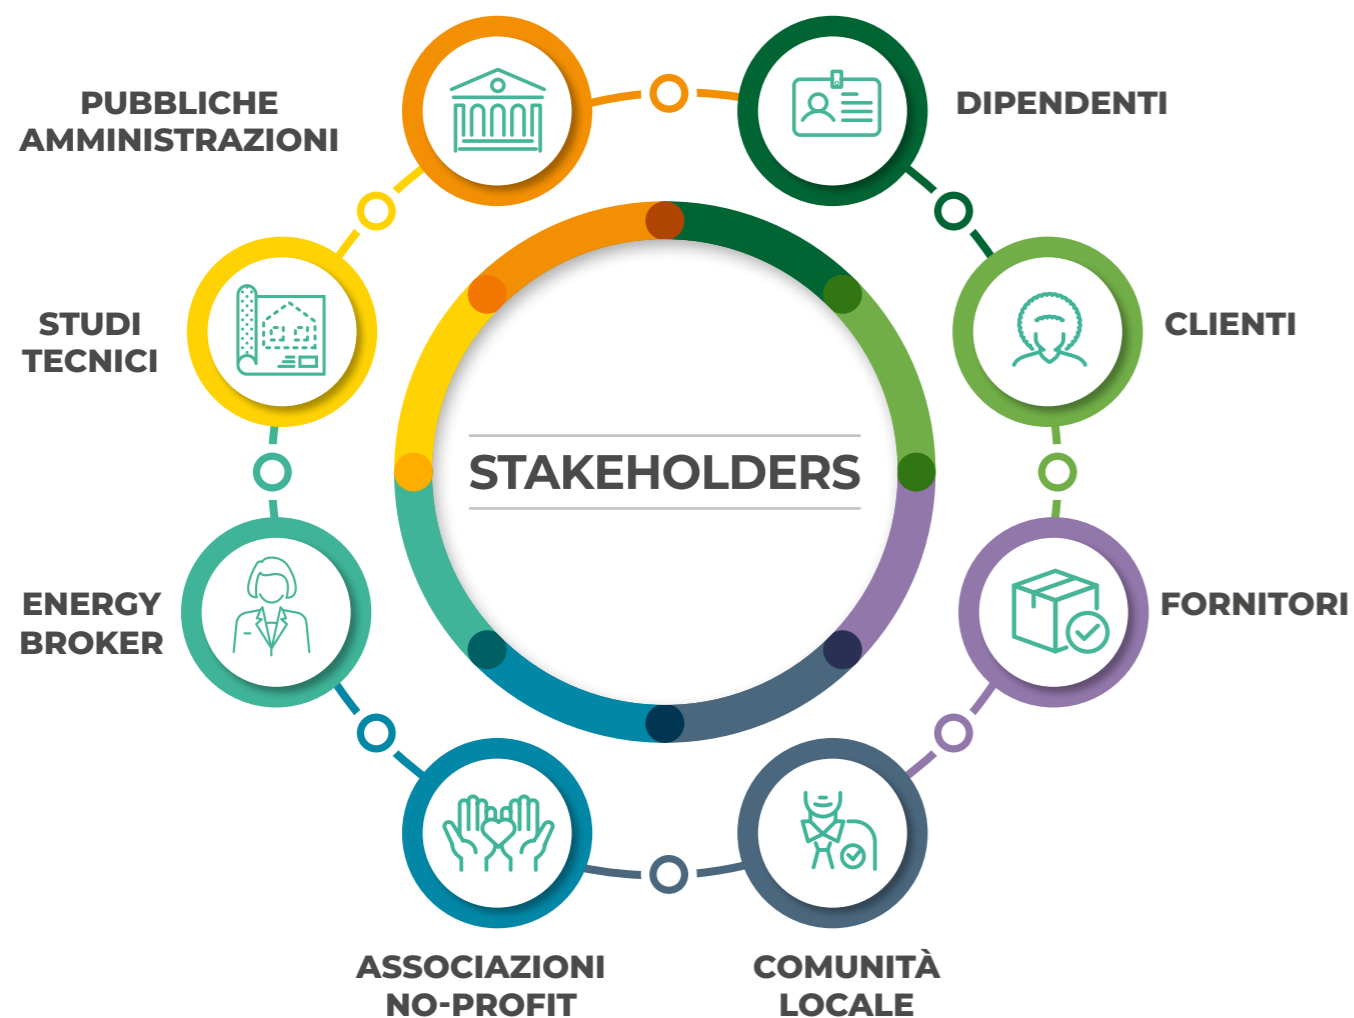 PUBBLICHE
AMMINISTRAZIONI
DIPENDENTI
STUDI
TECNICI
CLIENTI
STAKEHOLDERS
ENERGY
BROKER
FORNITORI
ASSOCIAZIONI
NO-PROFIT
COMUNITÀ
LOCALE